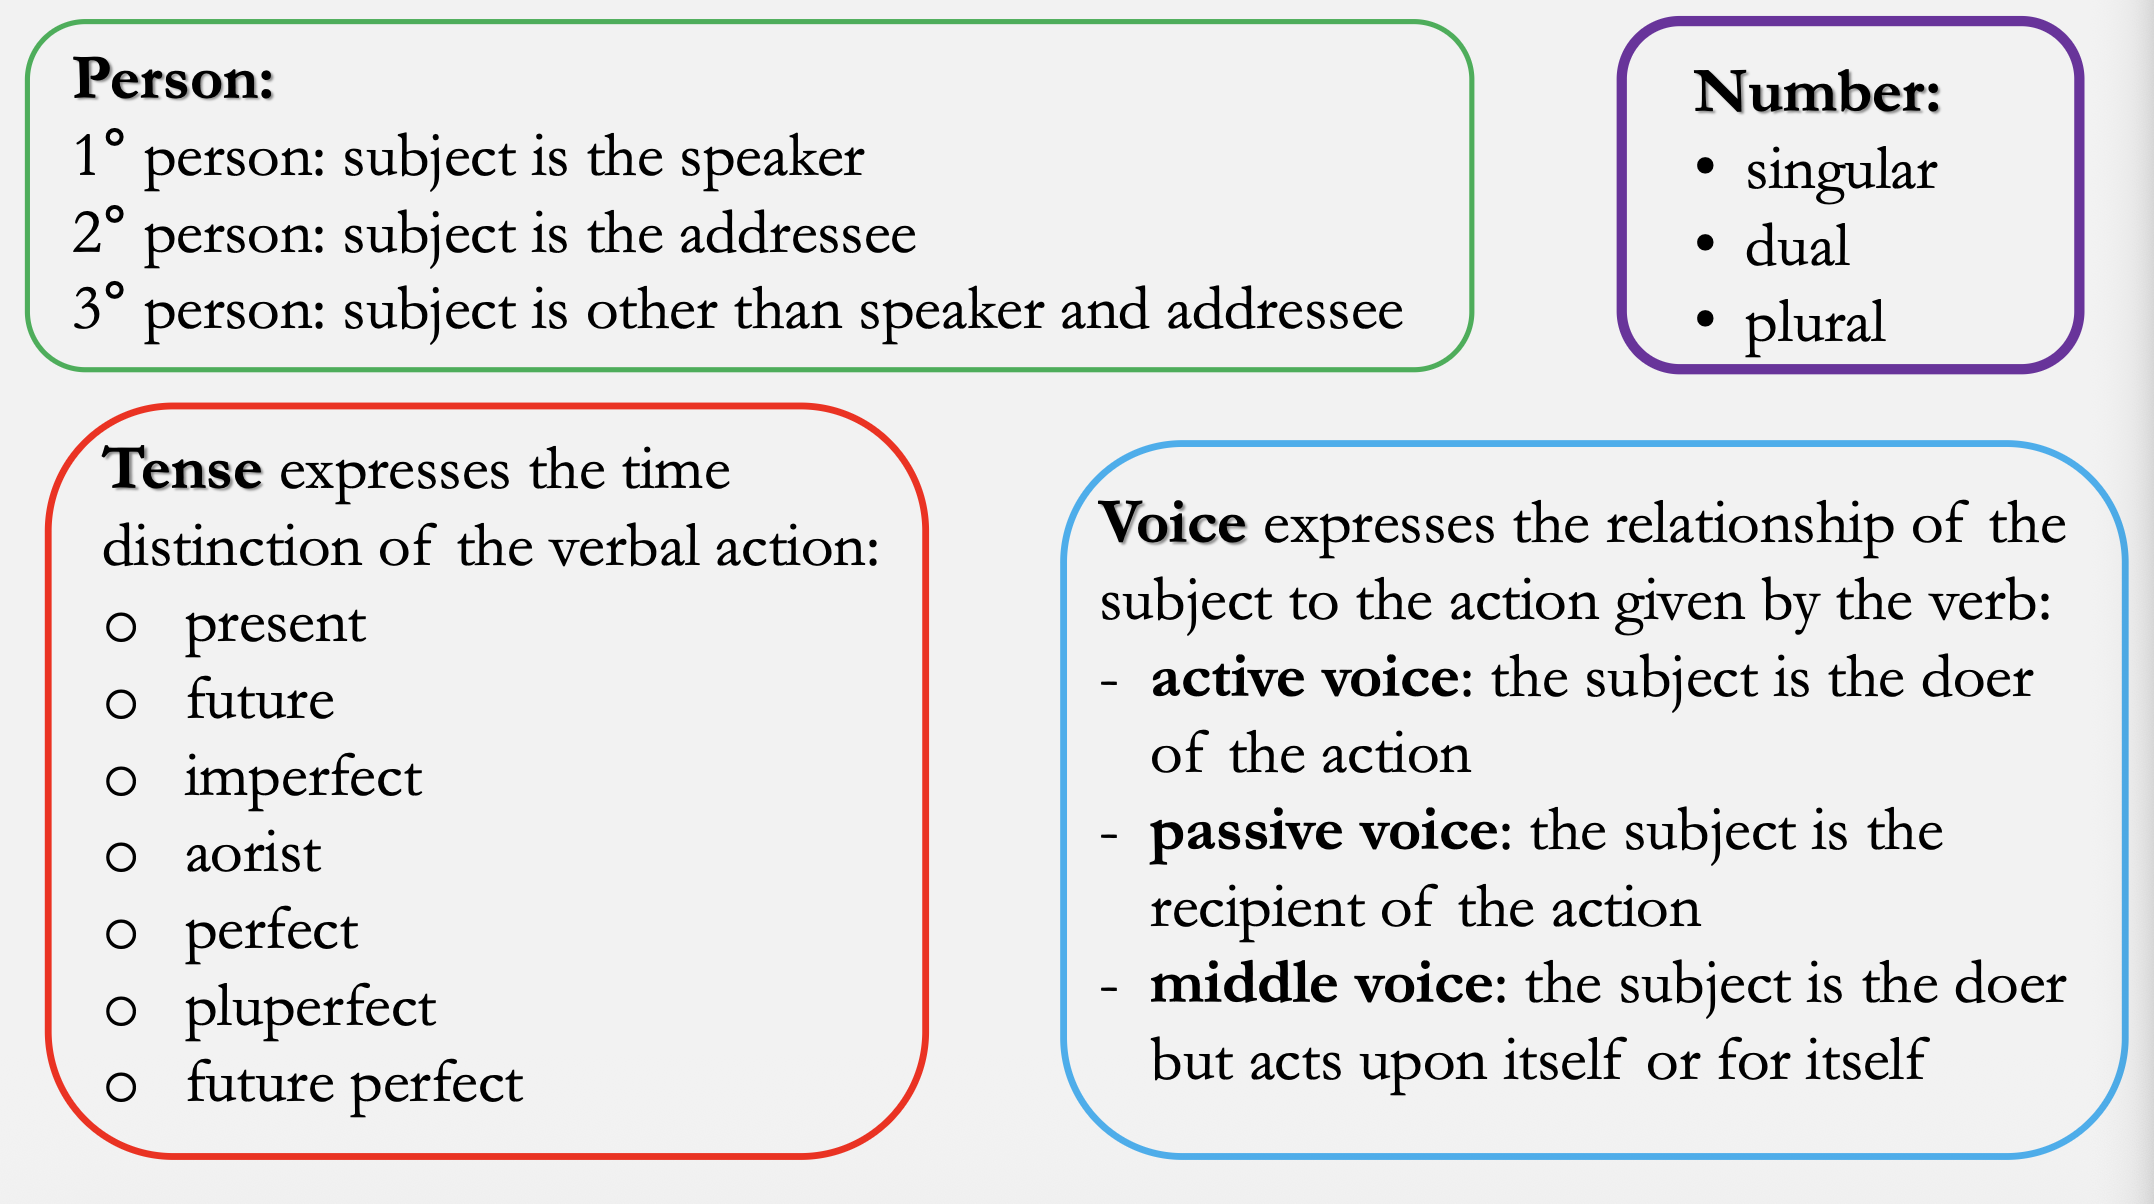 Person:
1° person: subject is the speaker
2° person: subject is the addressee
3° person: subject is other than speaker and addressee
Number:
• singular
• dual
• plural
Tense expresses the time
distinction of the verbal action:
o present
o future
o imperfect
o aorist
o perfect
o pluperfect
o future perfect
Voice expresses the relationship of the
subject to the action given by the verb:
- active voice: the subject is the doer
of the action
- passive voice: the subject is the
recipient of the action
- middle voice: the subject is the doer
but acts upon itself or for itself